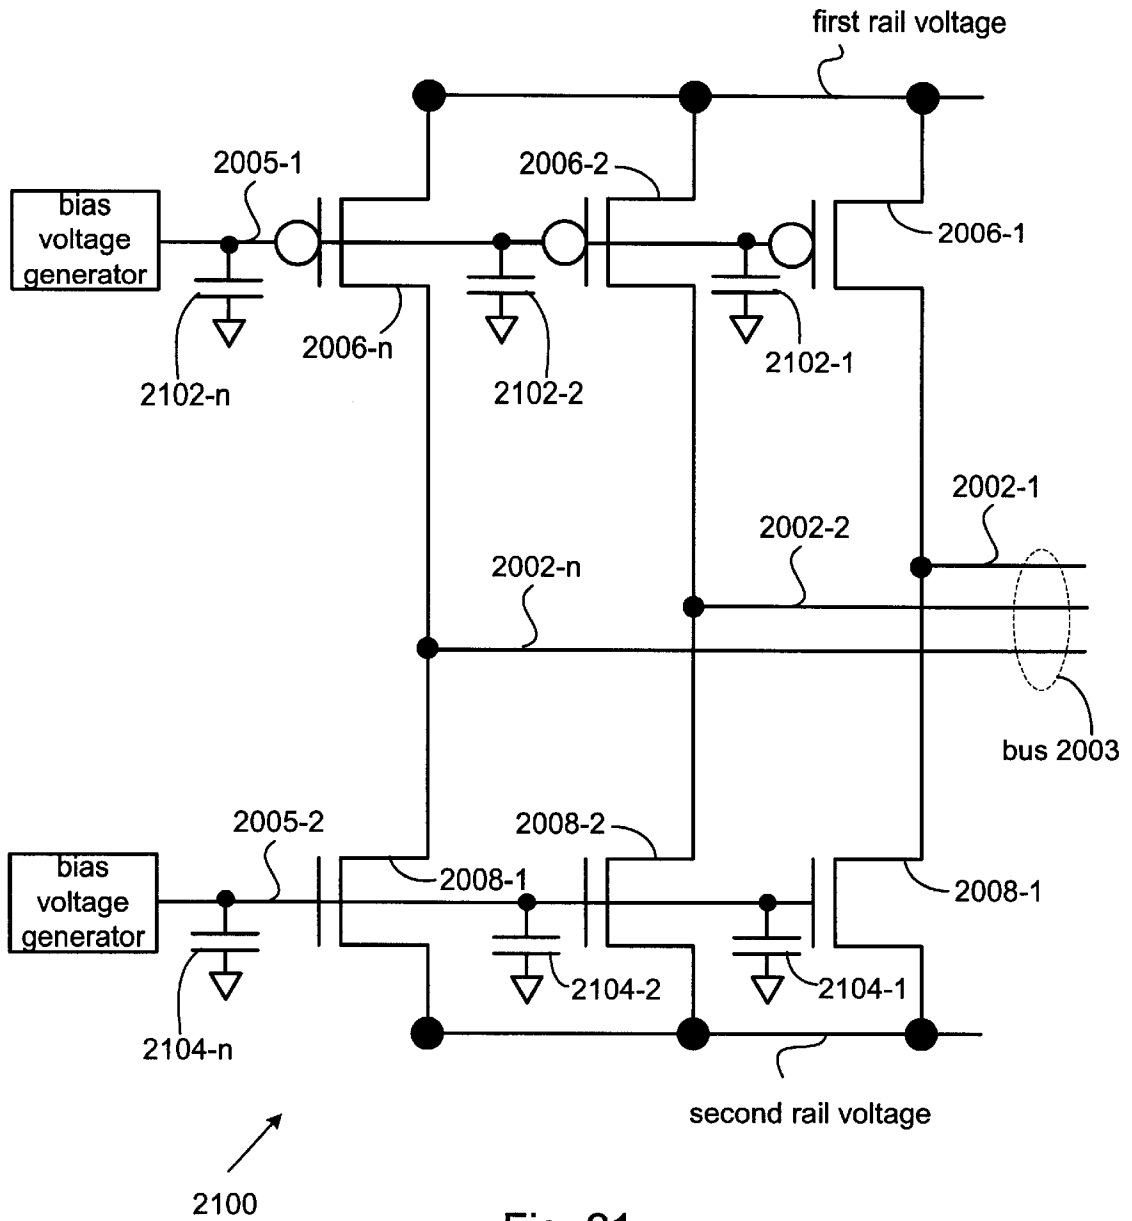 first rail voltage
2005-1
2006-2
bias
voltage
generator
2006-1
2006-n
2102-n
2102-2
2102-1
2002-1
2002-2
2002-n
bus 2003
2005-2
2008-2
bias
voltage
generator
2008-1
2008-1
2104-2
2104-1
2104-n
second rail voltage
2100
Fig. 21